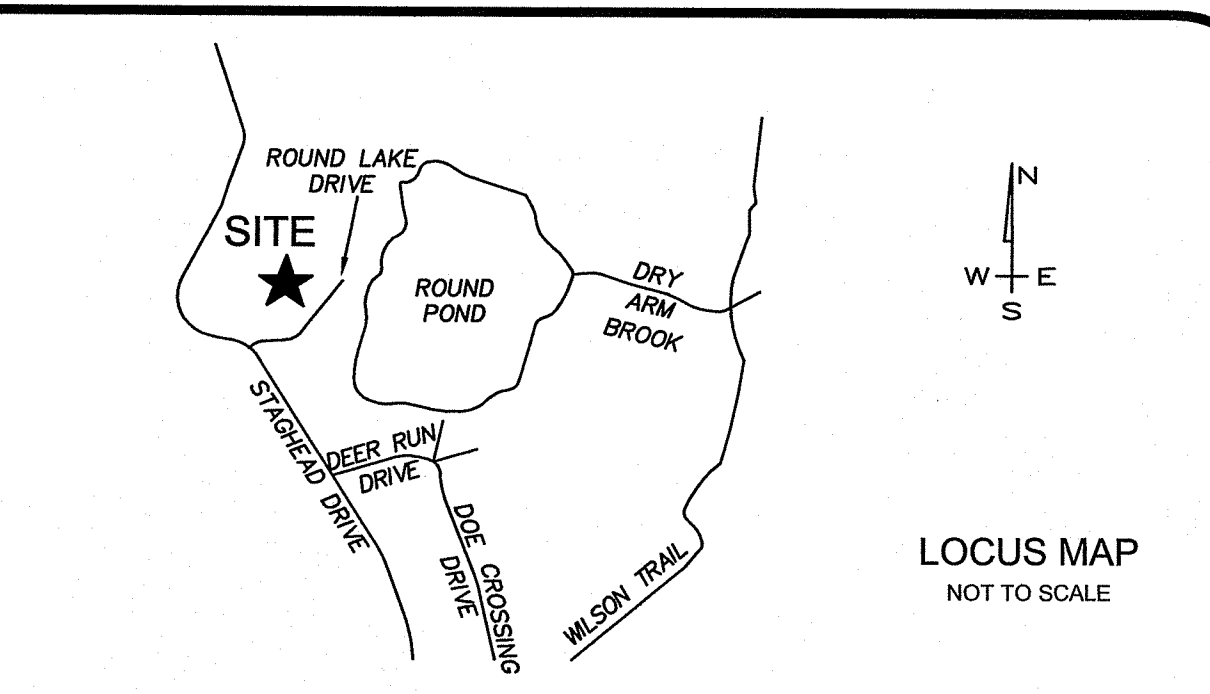 ROUND LAKE
DRIVE
SITE
ROUND
POND
DRY
ARM
BROOK
N
W E
S
STAGHEAD DRIVE
DEER RUN
DRIVE
DOE CROSSING
DRIVE
WILSON TRAIL
LOCUS MAP
NOT TO SCALE